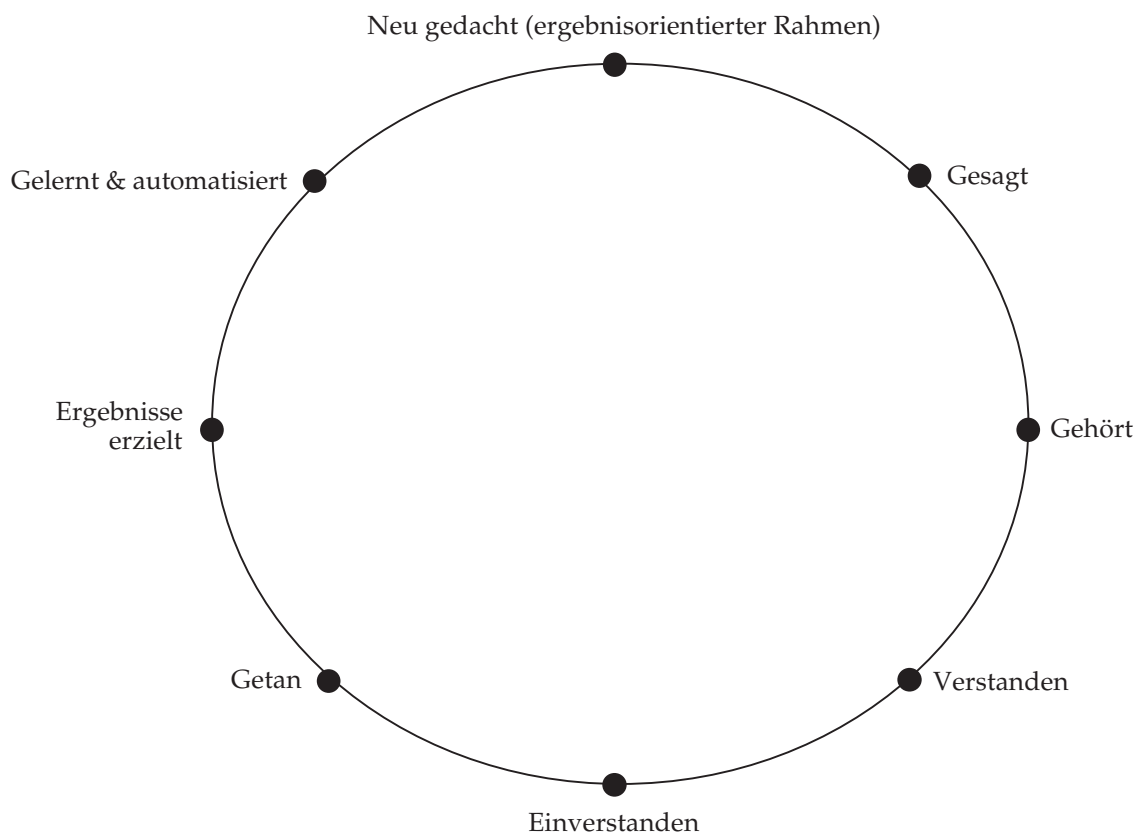 Neu gedacht (ergebnisorientierter Rahmen)
Gelernt & automatisiert
Gesagt
Ergebnisse
erzielt
Gehört
Getan
Verstanden
Einverstanden